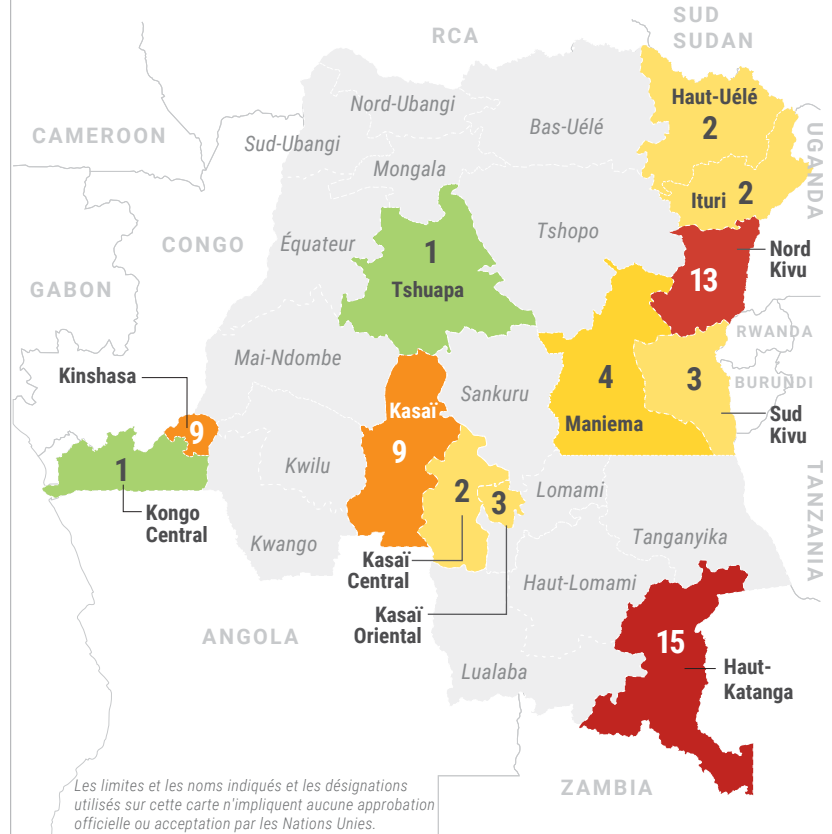 RCA
SUD
SUDAN
CAMEROON
Nord-Ubangi
Sud-Ubangi
Bas-Uélé
Haut-Uélé
2
UGANDA
Mongala
Ituri 2
CONGO
Équateur
Tshopo
1
Tshuapa
Nord
Kivu
13
GABON
RWANDA
Mai-Ndombe
Kinshasa
9
Kasaï
9
Sankuru
4
Maniema
3
BURUNDI
Sud
Kivu
1
Kongo
Central
Kwilu
Kwango
2
3
Kasaï
Central
Kasaï
Oriental
Lomami
Tanganyika
TANZANIA
Haut-Lomami
ANGOLA
Lualaba
15
Haut-
Katanga
ZAMBIA
Les limites et les noms indiqués et les désignations
utilisés sur cette carte n'impliquent aucune approbation
officielle ou acceptation par les Nations Unies.